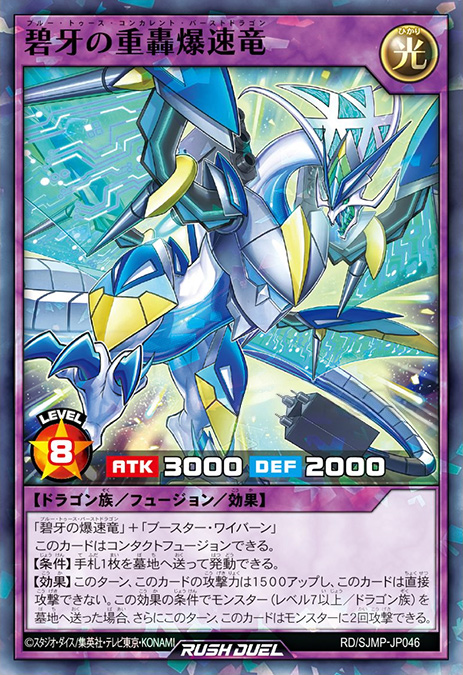 ブルー・トゥース・コンカレント・バーストドラゴン
碧牙の重轟爆速竜
ひかり
光
LEVEL
8
ATK 3000 DEF 2000
【ドラゴン族／フュージョン／効果】
「碧牙の爆速竜」＋「ブースター・ワイバーン」
このカードはコンタクトフュージョンできる。
【条件】手札1枚を墓地へ送って発動できる。
【効果】このターン、このカードの攻撃力は1500アップし、このカードは直接
攻撃できない。この効果の条件でモンスター（レベル7以上／ドラゴン族）を
墓地へ送った場合、さらにこのターン、このカードはモンスターに2回攻撃できる。
©スタジオ・ダイス/集英社・テレビ東京・KONAMI
RUSH DUEL
RD/SJMP-JP046